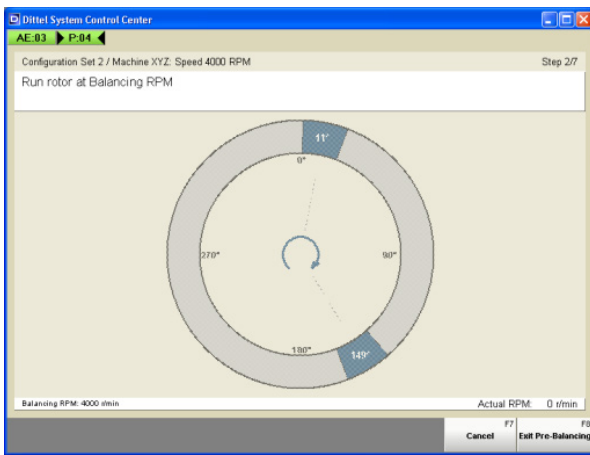 Dittel System Control Center
AE:03 P:04
Configuration Set 2 / Machine XYZ: Speed 4000 RPM Step 2/7
Run rotor at Balancing RPM
11°
0°
270° 90°
180°
149°
Balancing RPM: 4000 r/min Actual RPM: 0 r/min
F7 F8
Cancel Exit Pre-Balancing